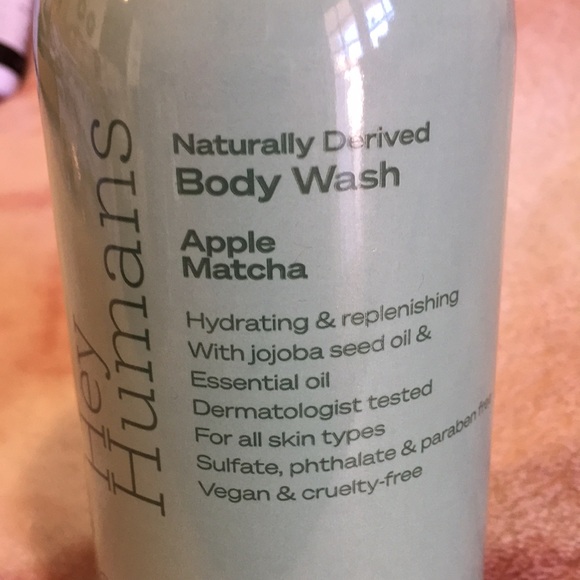 Hey
Humans
Naturally Derived
Body Wash
Apple
Matcha
Hydrating & replenishing
With jojoba seed oil &
Essential oil
Dermatologist tested
For all skin types
Sulfate, phthalate & paraben free
Vegan & cruelty-free